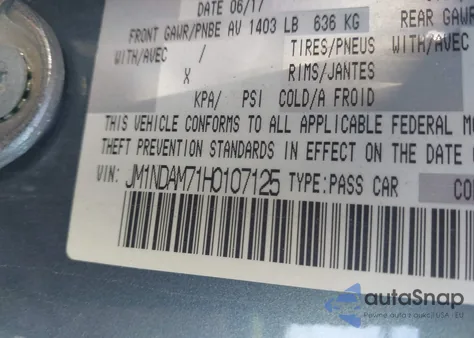 DATE 06/17
FRONT GAWR/PNBE AV 1403 LB 636 KG REAR GAWR
WITH/AVEC / TIRES/PNEUS WITH/AVEC
X RIMS/JANTES
KPA/ PSI COLD/A FROID
THIS VEHICLE CONFORMS TO ALL APPLICABLE FEDERAL MO
THEFT PREVENTION STANDARDS IN EFFECT ON THE DATE O
VIN: JM1NDAM71H0107125 TYPE:PASS CAR CO
autoSnap